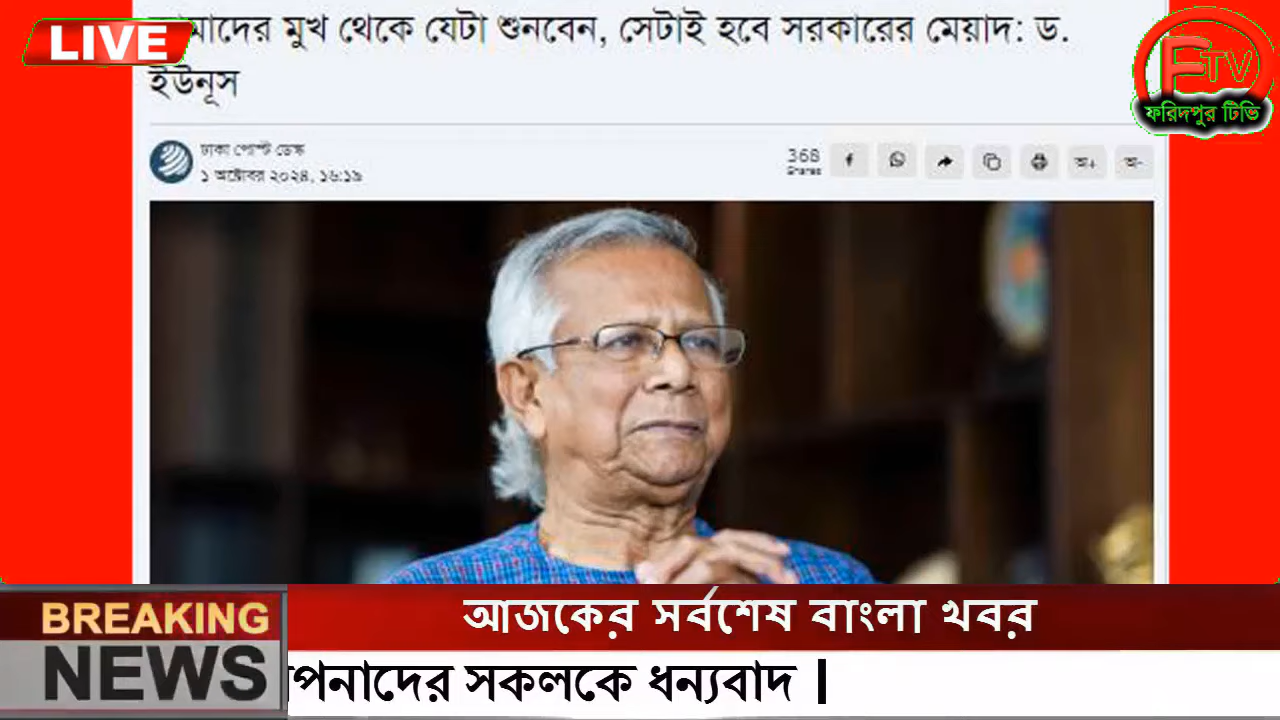 LIVE
মাদের মুখ থেকে যেটা শুনবেন, সেটাই হবে সরকারের মেয়াদ: ড.
ইউনূস
FTV
ফরিদপুর টিভি
ঢাকা পোস্ট ডেস্ক
১ অক্টোবর ২০২৪, ১৬:১৯
368
Shares
অ+ অ-
BREAKING
NEWS
আজকের সর্বশেষ বাংলা খবর
পনাদের সকলকে ধন্যবাদ |